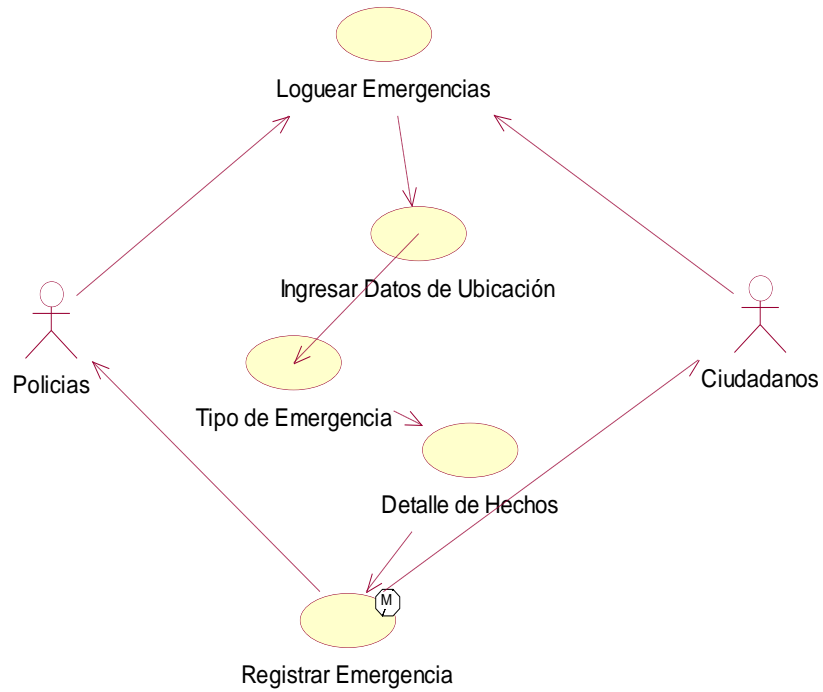 Loguear Emergencias
Ingresar Datos de Ubicación
Policias
Ciudadanos
Tipo de Emergencia
Detalle de Hechos
M
Registrar Emergencia